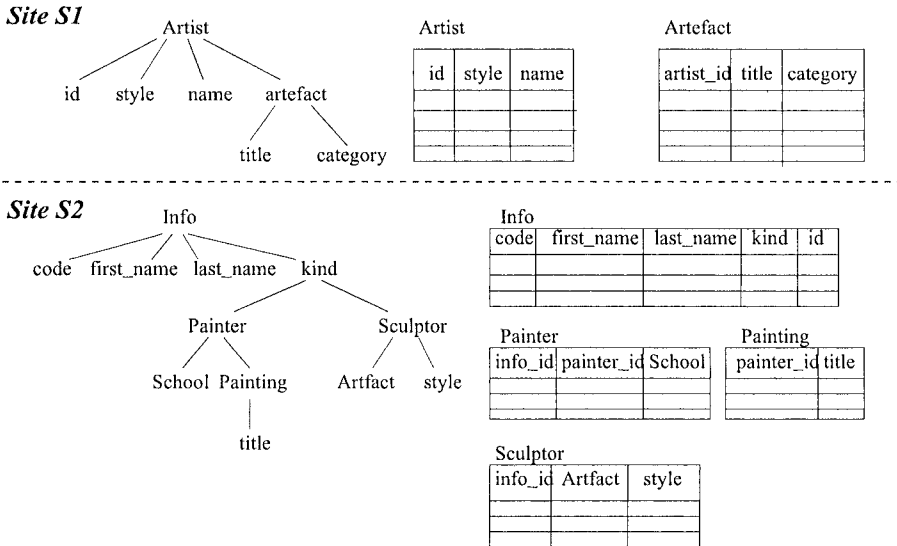 Site S1
Artist
id style name artefact
title category
Artist
id style name
Artefact
artist_id title category
Site S2
Info
code first_name last_name kind
Painter Sculptor
School Painting Artfact style
title
Info
code first_name last_name kind id
Painter
info_id painter_id School
Painting
painter_id title
Sculptor
info_id Artfact style